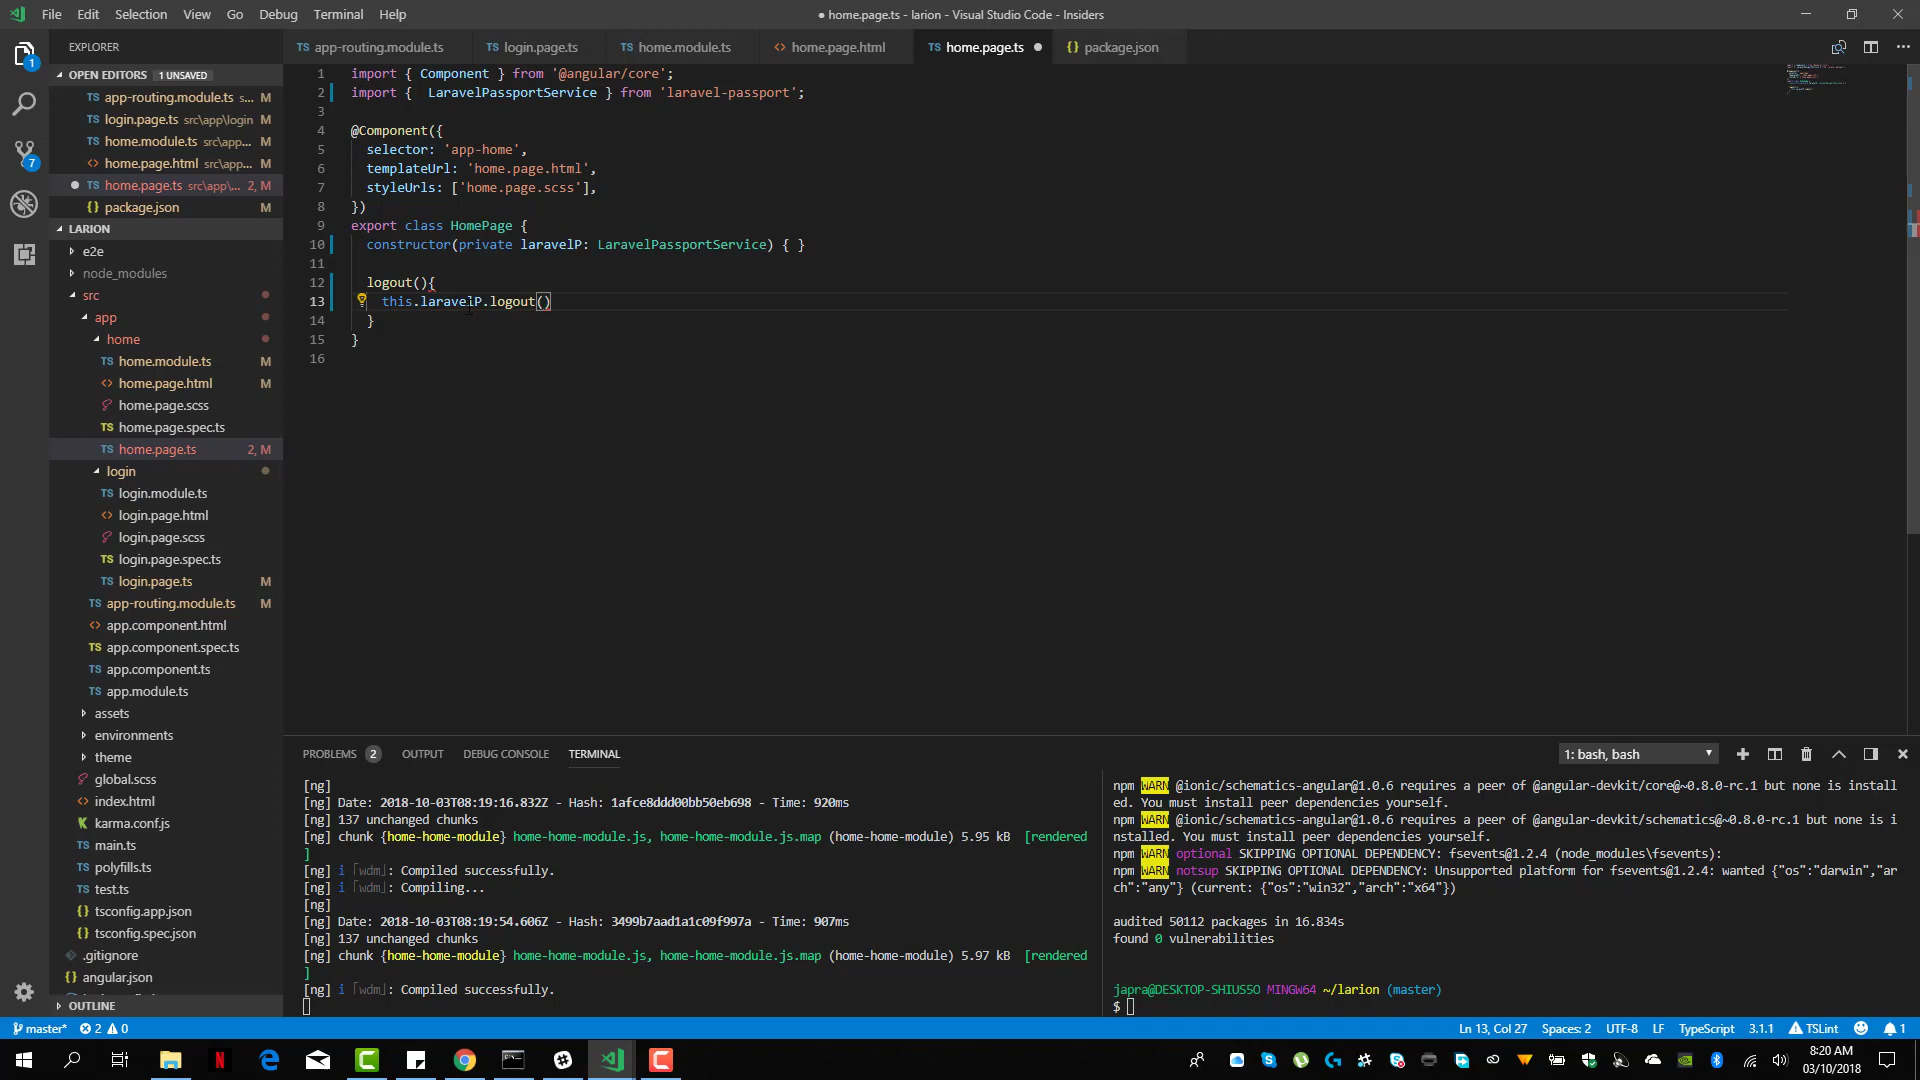 File Edit Selection View Go Debug Terminal Help
● home.page.ts - larion - Visual Studio Code - Insiders
EXPLORER
OPEN EDITORS 1 UNSAVED
TS app-routing.module.ts s... M
TS login.page.ts src\app\login M
TS home.module.ts src\app... M
<> home.page.html src\app... M
TS home.page.ts src\app\... 2, M
{} package.json M
LARION
e2e
node_modules
src
app
home
TS home.module.ts M
<> home.page.html M
home.page.scss
TS home.page.spec.ts
TS home.page.ts 2, M
login
TS login.module.ts
<> login.page.html
login.page.scss
TS login.page.spec.ts
TS login.page.ts M
TS app-routing.module.ts M
<> app.component.html
TS app.component.spec.ts
TS app.component.ts
TS app.module.ts
assets
environments
theme
global.scss
<> index.html
karma.conf.js
TS main.ts
TS polyfills.ts
TS test.ts
{} tsconfig.app.json
{} tsconfig.spec.json
.gitignore
{} angular.json
OUTLINE
1
7
TS app-routing.module.ts TS login.page.ts TS home.module.ts <> home.page.html TS home.page.ts {} package.json
1 import { Component } from '@angular/core';
2 import {  LaravelPassportService } from 'laravel-passport';
3
4 @Component({
5   selector: 'app-home',
6   templateUrl: 'home.page.html',
7   styleUrls: ['home.page.scss'],
8 })
9 export class HomePage {
10   constructor(private laravelP: LaravelPassportService) { }
11
12   logout(){
13     this.laravelP.logout()
14   }
15 }
16
PROBLEMS 2 OUTPUT DEBUG CONSOLE TERMINAL
1: bash, bash
[ng]
[ng] Date: 2018-10-03T08:19:16.832Z - Hash: 1afce8ddd00bb50eb698 - Time: 920ms
[ng] 137 unchanged chunks
[ng] chunk {home-home-module} home-home-module.js, home-home-module.js.map (home-home-module) 5.95 kB  [rendered
]
[ng] i ｢wdm｣: Compiled successfully.
[ng] i ｢wdm｣: Compiling...
[ng]
[ng] Date: 2018-10-03T08:19:54.606Z - Hash: 3499b7aad1a1c09f997a - Time: 907ms
[ng] 137 unchanged chunks
[ng] chunk {home-home-module} home-home-module.js, home-home-module.js.map (home-home-module) 5.97 kB  [rendered
]
[ng] i ｢wdm｣: Compiled successfully.
npm WARN @ionic/schematics-angular@1.0.6 requires a peer of @angular-devkit/core@~0.8.0-rc.1 but none is install
ed. You must install peer dependencies yourself.
npm WARN @ionic/schematics-angular@1.0.6 requires a peer of @angular-devkit/schematics@~0.8.0-rc.1 but none is i
nstalled. You must install peer dependencies yourself.
npm WARN optional SKIPPING OPTIONAL DEPENDENCY: fsevents@1.2.4 (node_modules\fsevents):
npm WARN notsup SKIPPING OPTIONAL DEPENDENCY: Unsupported platform for fsevents@1.2.4: wanted {"os":"darwin","ar
ch":"any"} (current: {"os":"win32","arch":"x64"})
audited 50112 packages in 16.834s
found 0 vulnerabilities
japra@DESKTOP-SHIUS5O MINGW64 ~/larion (master)
$
master* 2 0 Ln 13, Col 27 Spaces: 2 UTF-8 LF TypeScript 3.1.1 TSLint 1
8:20 AM
03/10/2018